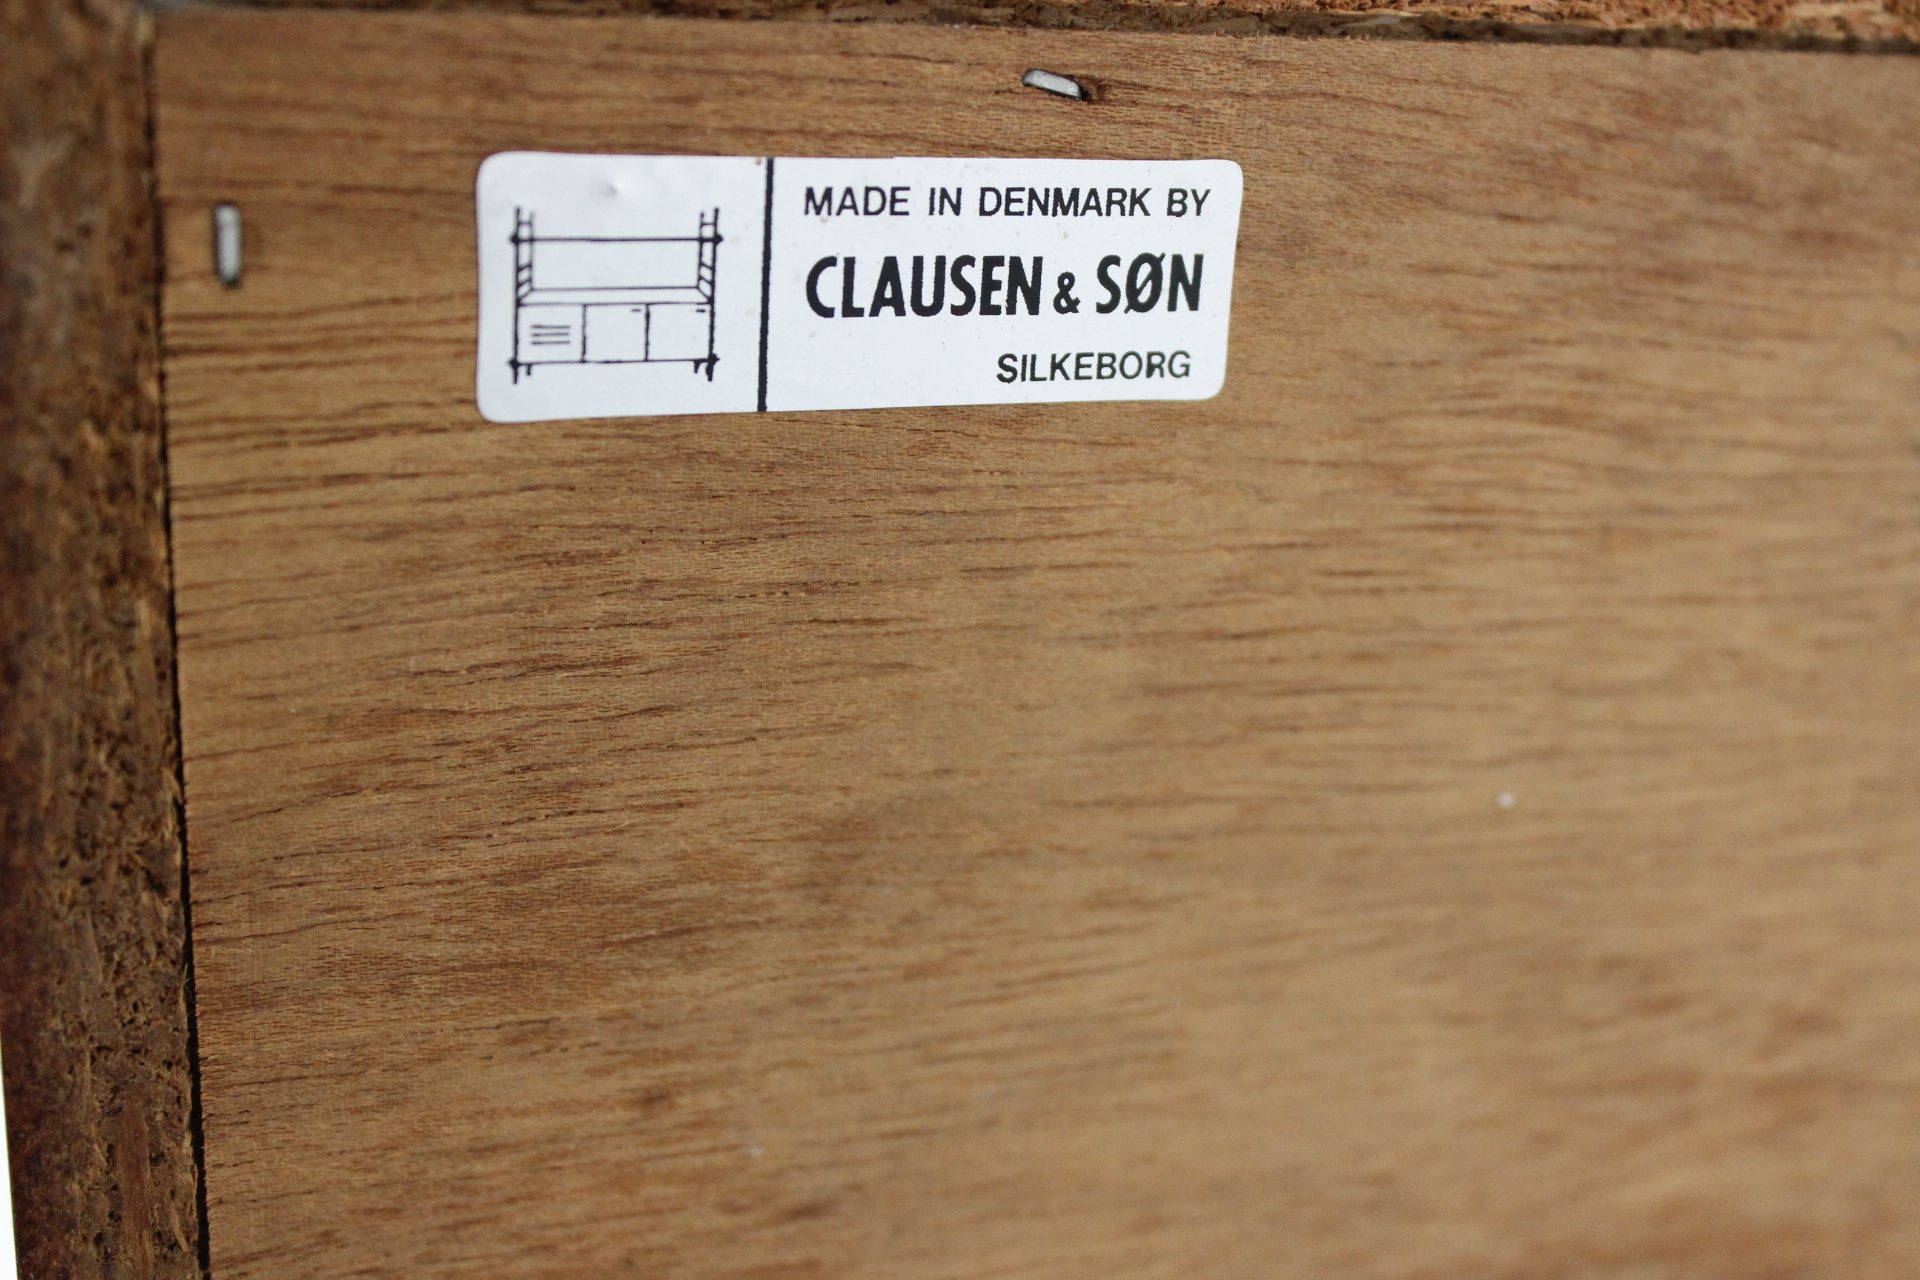 MADE IN DENMARK BY
CLAUSEN & SØN
SILKEBORG